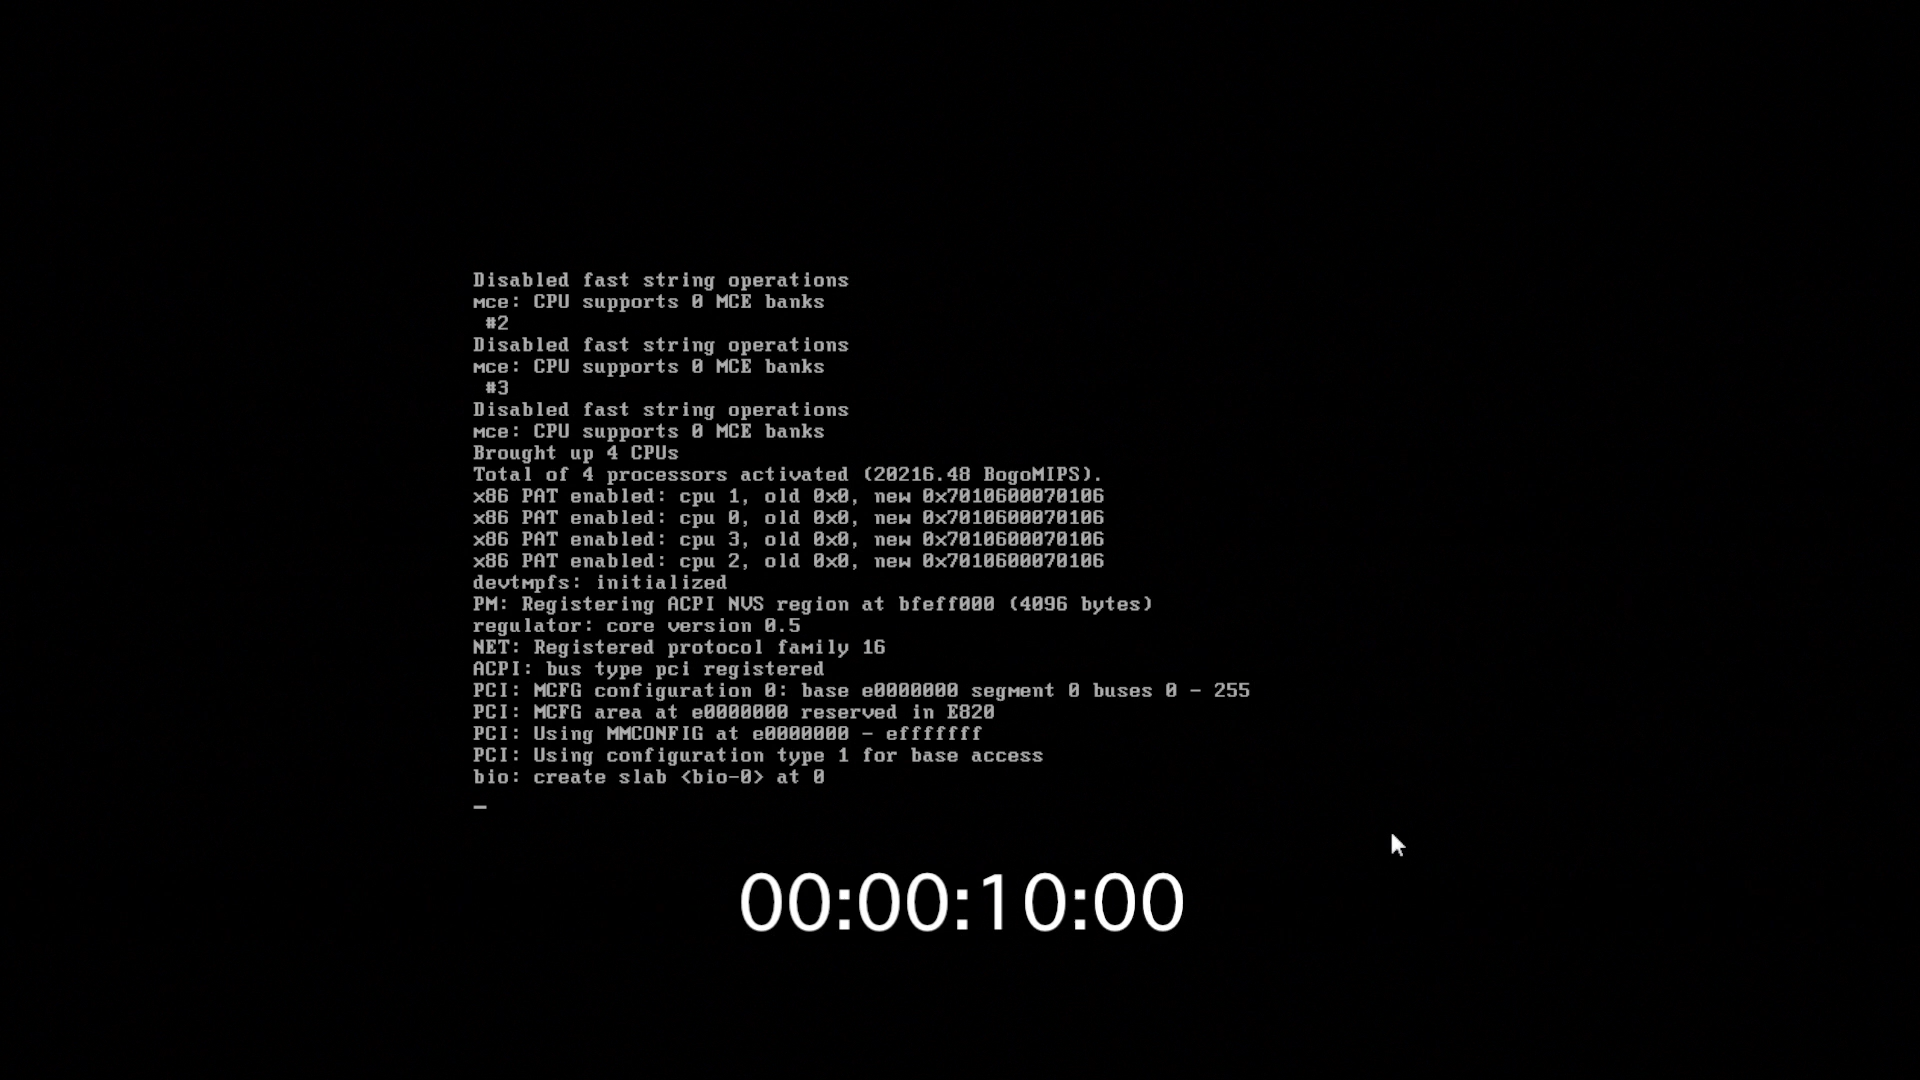 Disabled fast string operations
mce: CPU supports 0 MCE banks
#2
Disabled fast string operations
mce: CPU supports 0 MCE banks
#3
Disabled fast string operations
mce: CPU supports 0 MCE banks
Brought up 4 CPUs
Total of 4 processors activated (20216.48 BogoMIPS).
x86 PAT enabled: cpu 1, old 0x0, new 0x7010600070106
x86 PAT enabled: cpu 0, old 0x0, new 0x7010600070106
x86 PAT enabled: cpu 3, old 0x0, new 0x7010600070106
x86 PAT enabled: cpu 2, old 0x0, new 0x7010600070106
devtmpfs: initialized
PM: Registering ACPI NVS region at bfeff000 (4096 bytes)
regulator: core version 0.5
NET: Registered protocol family 16
ACPI: bus type pci registered
PCI: MCFG configuration 0: base e0000000 segment 0 buses 0 - 255
PCI: MCFG area at e0000000 reserved in E820
PCI: Using MMCONFIG at e0000000 - efffffff
PCI: Using configuration type 1 for base access
bio: create slab <bio-0> at 0
_
00:00:10:00